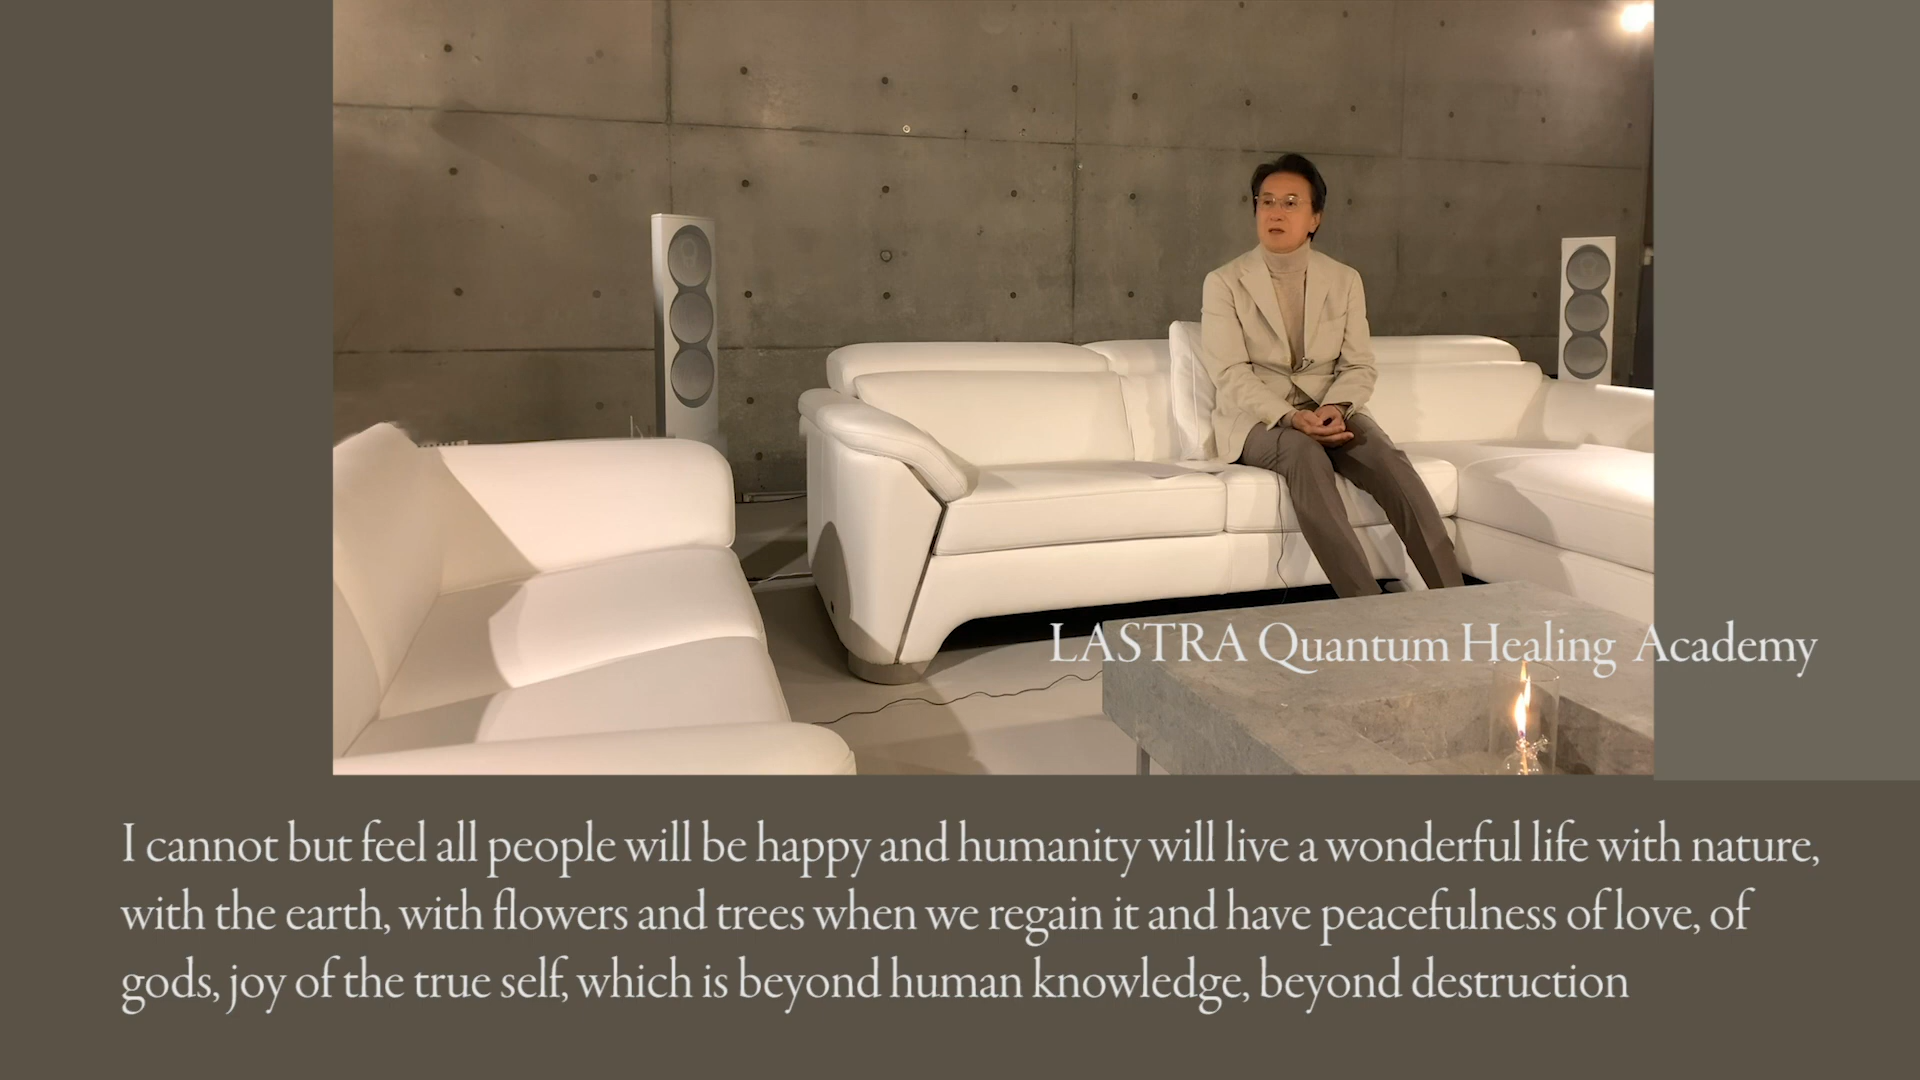 LASTRA Quantum Healing Academy
I cannot but feel all people will be happy and humanity will live a wonderful life with nature,
with the earth, with flowers and trees when we regain it and have peacefulness of love, of
gods, joy of the true self, which is beyond human knowledge, beyond destruction